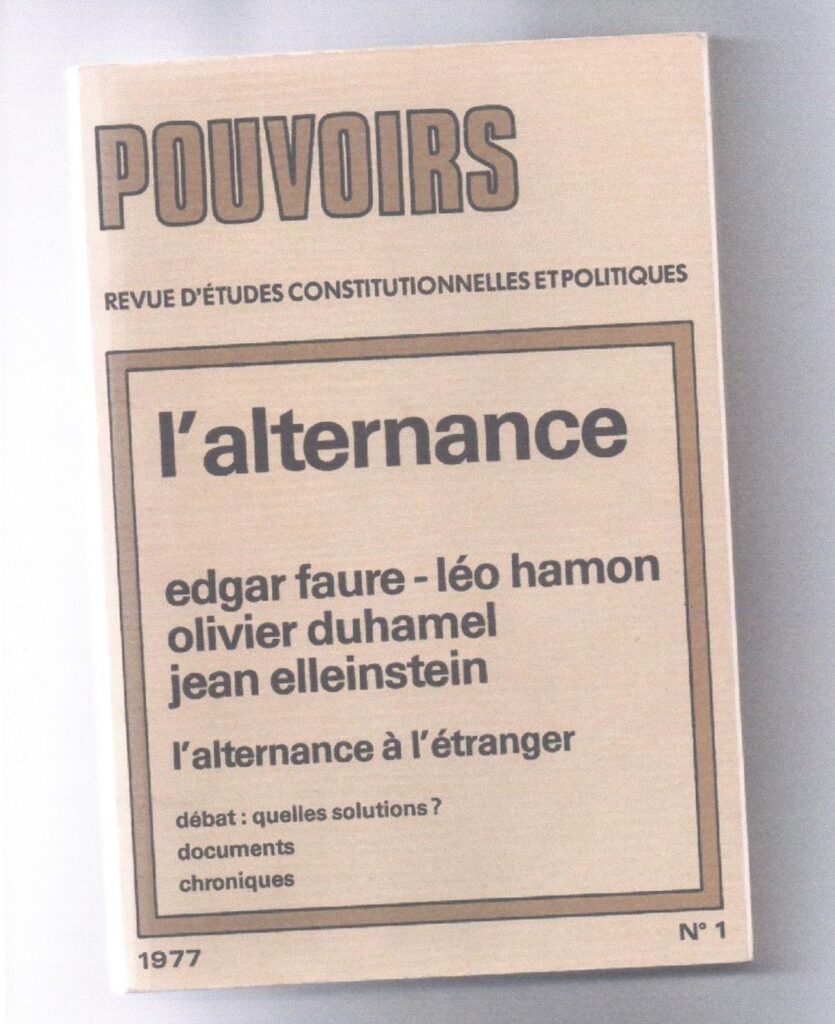 POUVOIRS
REVUE D'ÉTUDES CONSTITUTIONNELLES ET POLITIQUES
l'alternance
edgar faure - léo hamon
olivier duhamel
jean elleinstein
l'alternance à l'étranger
débat : quelles solutions ?
documents
chroniques
1977
N° 1